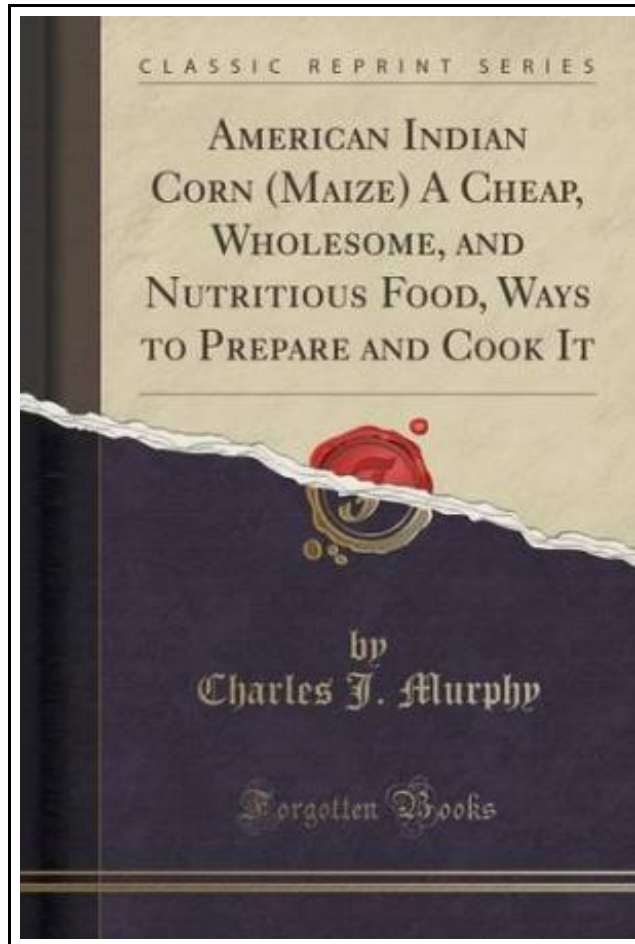 CLASSIC REPRINT SERIES
AMERICAN INDIAN
CORN (MAIZE) A CHEAP,
WHOLESOME, AND
NUTRITIOUS FOOD, WAYS
TO PREPARE AND COOK IT
by
Charles J. Murphy
Forgotten Books